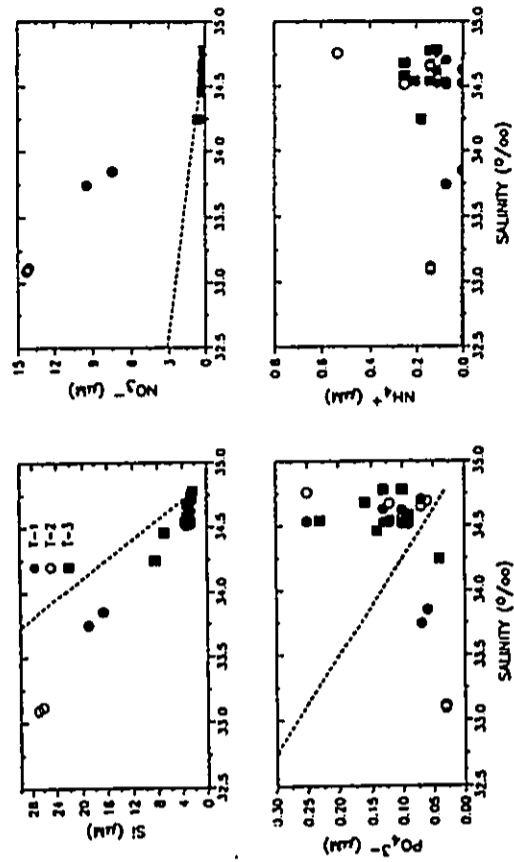 28
24
20
16
12
8
4
0
Si (μM)
32.5 33.0 33.5 34.0 34.5 35.0
● T-1
○ T-2
■ T-3
15
12
9
6
3
0
NO₃⁻ (μM)
32.5 33.0 33.5 34.0 34.5 35.0
0.30
0.25
0.20
0.15
0.10
0.05
0.00
PO₄³⁻ (μM)
32.5 33.0 33.5 34.0 34.5 35.0
SALINITY (°/oo)
0.8
0.6
0.4
0.2
0.0
NH₄⁺ (μM)
32.5 33.0 33.5 34.0 34.5 35.0
SALINITY (°/oo)